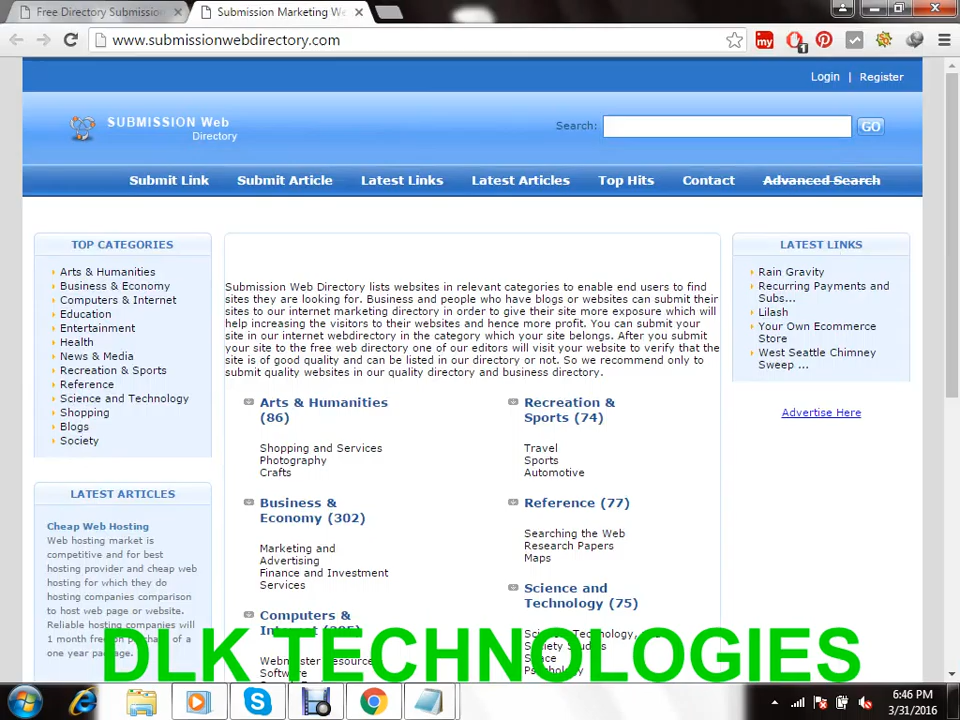 Free Directory Submission
Submission Marketing We
www.submissionwebdirectory.com
my
1
Login | Register
SUBMISSION Web
Directory
Search:
GO
Submit Link
Submit Article
Latest Links
Latest Articles
Top Hits
Contact
Advanced Search
TOP CATEGORIES
Arts & Humanities
Business & Economy
Computers & Internet
Education
Entertainment
Health
News & Media
Recreation & Sports
Reference
Science and Technology
Shopping
Blogs
Society
LATEST ARTICLES
Cheap Web Hosting
Web hosting market is
competitive and for best
hosting provider and cheap web
hosting for which they do
hosting companies comparison
to host web page or website.
Reliable hosting companies will
1 month free on purchase of a
one year package.
Submission Web Directory lists websites in relevant categories to enable end users to find
sites they are looking for. Business and people who have blogs or websites can submit their
sites to our internet marketing directory in order to give their site more exposure which will
help increasing the visitors to their websites and hence more profit. You can submit your
site in our internet webdirectory in the category which your site belongs. After you submit
your site to the free web directory one of our editors will visit your website to verify that the
site is of good quality and can be listed in our directory or not. So we recommend only to
submit quality websites in our quality directory and business directory.
Arts & Humanities
(86)
Shopping and Services
Photography
Crafts
Business &
Economy (302)
Marketing and
Advertising
Finance and Investment
Services
Computers &
Software
Recreation &
Sports (74)
Travel
Sports
Automotive
Reference (77)
Searching the Web
Research Papers
Maps
Science and
Technology (75)
Space
LATEST LINKS
Rain Gravity
Recurring Payments and
Subs...
Lilash
Your Own Ecommerce
Store
West Seattle Chimney
Sweep ...
Advertise Here
DLK TECHNOLOGIES
6:46 PM
3/31/2016